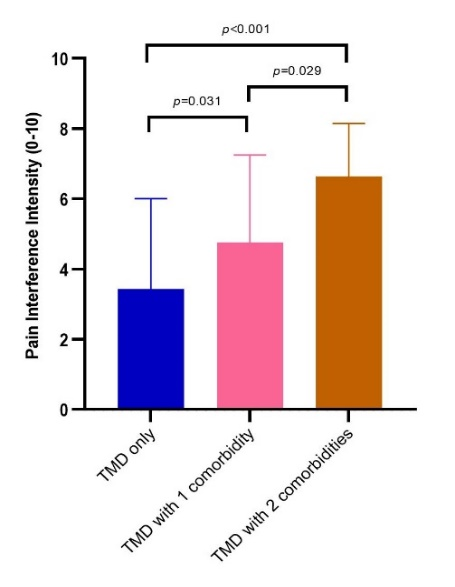 p<0.001
p=0.029
p=0.031
Pain Interference Intensity (0-10)
10
8
6
4
2
0
TMD only
TMD with 1 comorbidity
TMD with 2 comorbidities